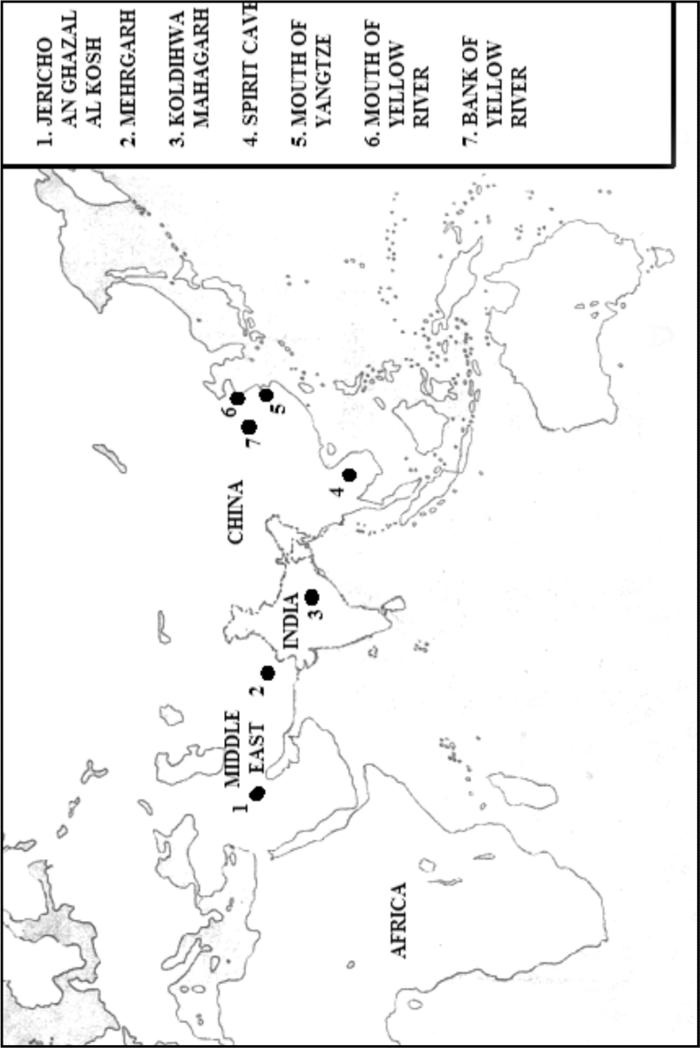 1. JERICHO
AN GHAZAL
AL KOSH
2. MEHRGARH
3. KOLDIHWA
MAHAGARH
4. SPIRIT CAVE
5. MOUTH OF
YANGTZE
6. MOUTH OF
YELLOW
RIVER
7. BANK OF
YELLOW
RIVER
6
5
7
4
CHINA
INDIA
3
2
MIDDLE
EAST
1
AFRICA